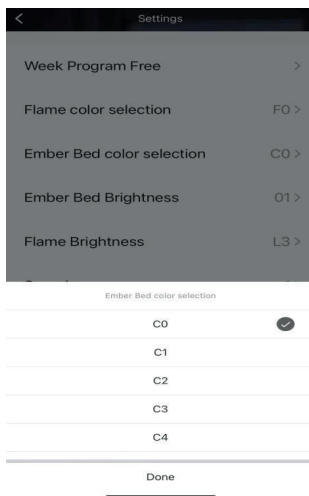 Settings
Week Program Free
Flame color selection F0
Ember Bed color selection C0
Ember Bed Brightness 01
Flame Brightness L3
Ember Bed color selection
C0
C1
C2
C3
C4
Done